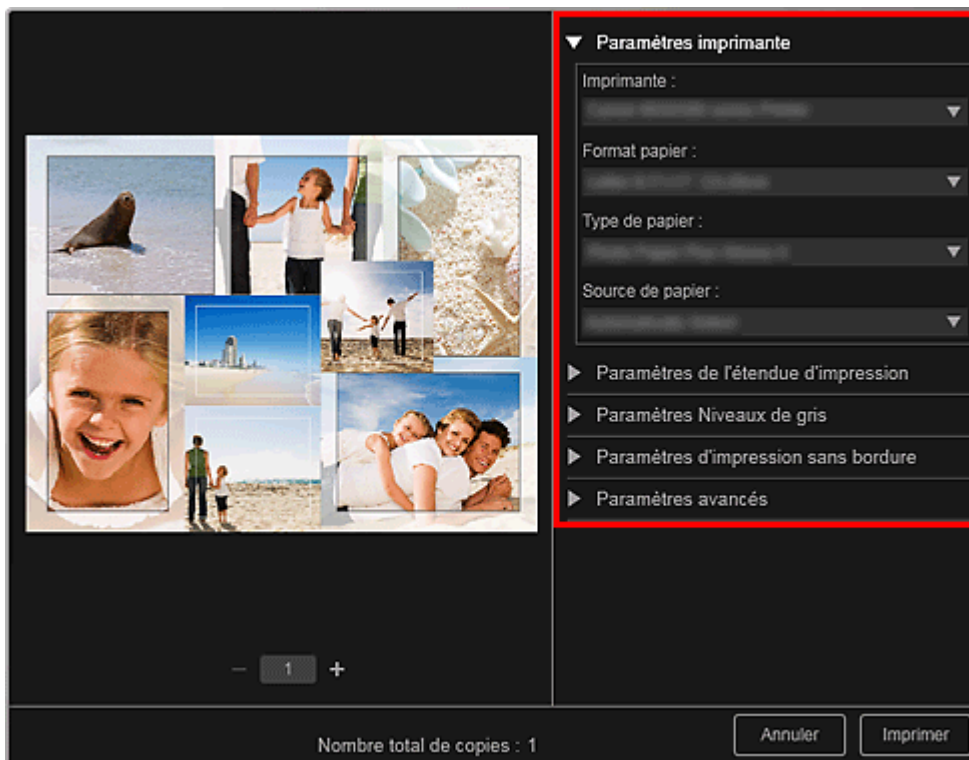 Paramètres imprimante
Imprimante :
Format papier :
Type de papier :
Source de papier :
Paramètres de l'étendue d'impression
Paramètres Niveaux de gris
Paramètres d'impression sans bordure
Paramètres avancés
1
Nombre total de copies : 1
Annuler
Imprimer